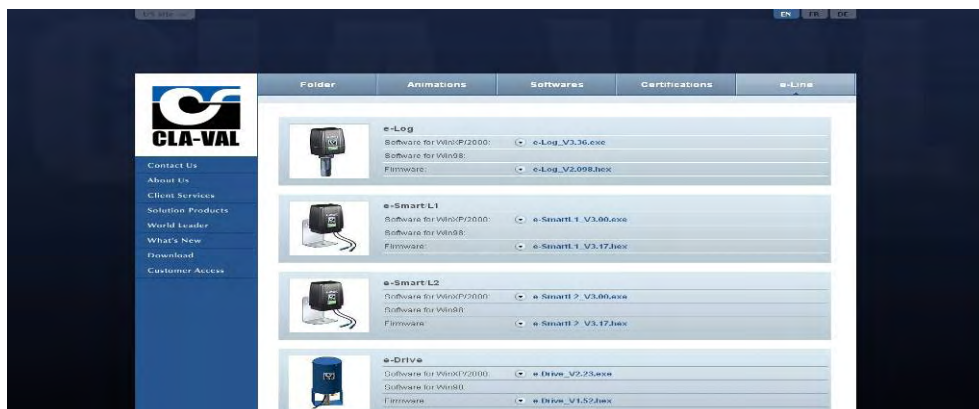 US Site
EN FR DE
Folder Animations Softwares Certifications e-Line
CLA-VAL
Contact Us
About Us
Client Services
Solution Products
World Leader
What's New
Download
Customer Access
e-Log
Software for WinXP/2000: e-Log_V3.36.exe
Software for Win98:
Firmware: e-Log_V2.098.hex
e-Smart/L1
Software for WinXP/2000: e-SmartL1_V3.00.exe
Software for Win98:
Firmware: e-SmartL1_V3.17.hex
e-Smart/L2
Software for WinXP/2000: e-SmartL2_V3.00.exe
Software for Win98:
Firmware: e-SmartL2_V3.17.hex
e-Drive
Software for WinXP/2000: e-Drive_V2.23.exe
Software for Win98:
Firmware: e-Drive_V1.52.hex